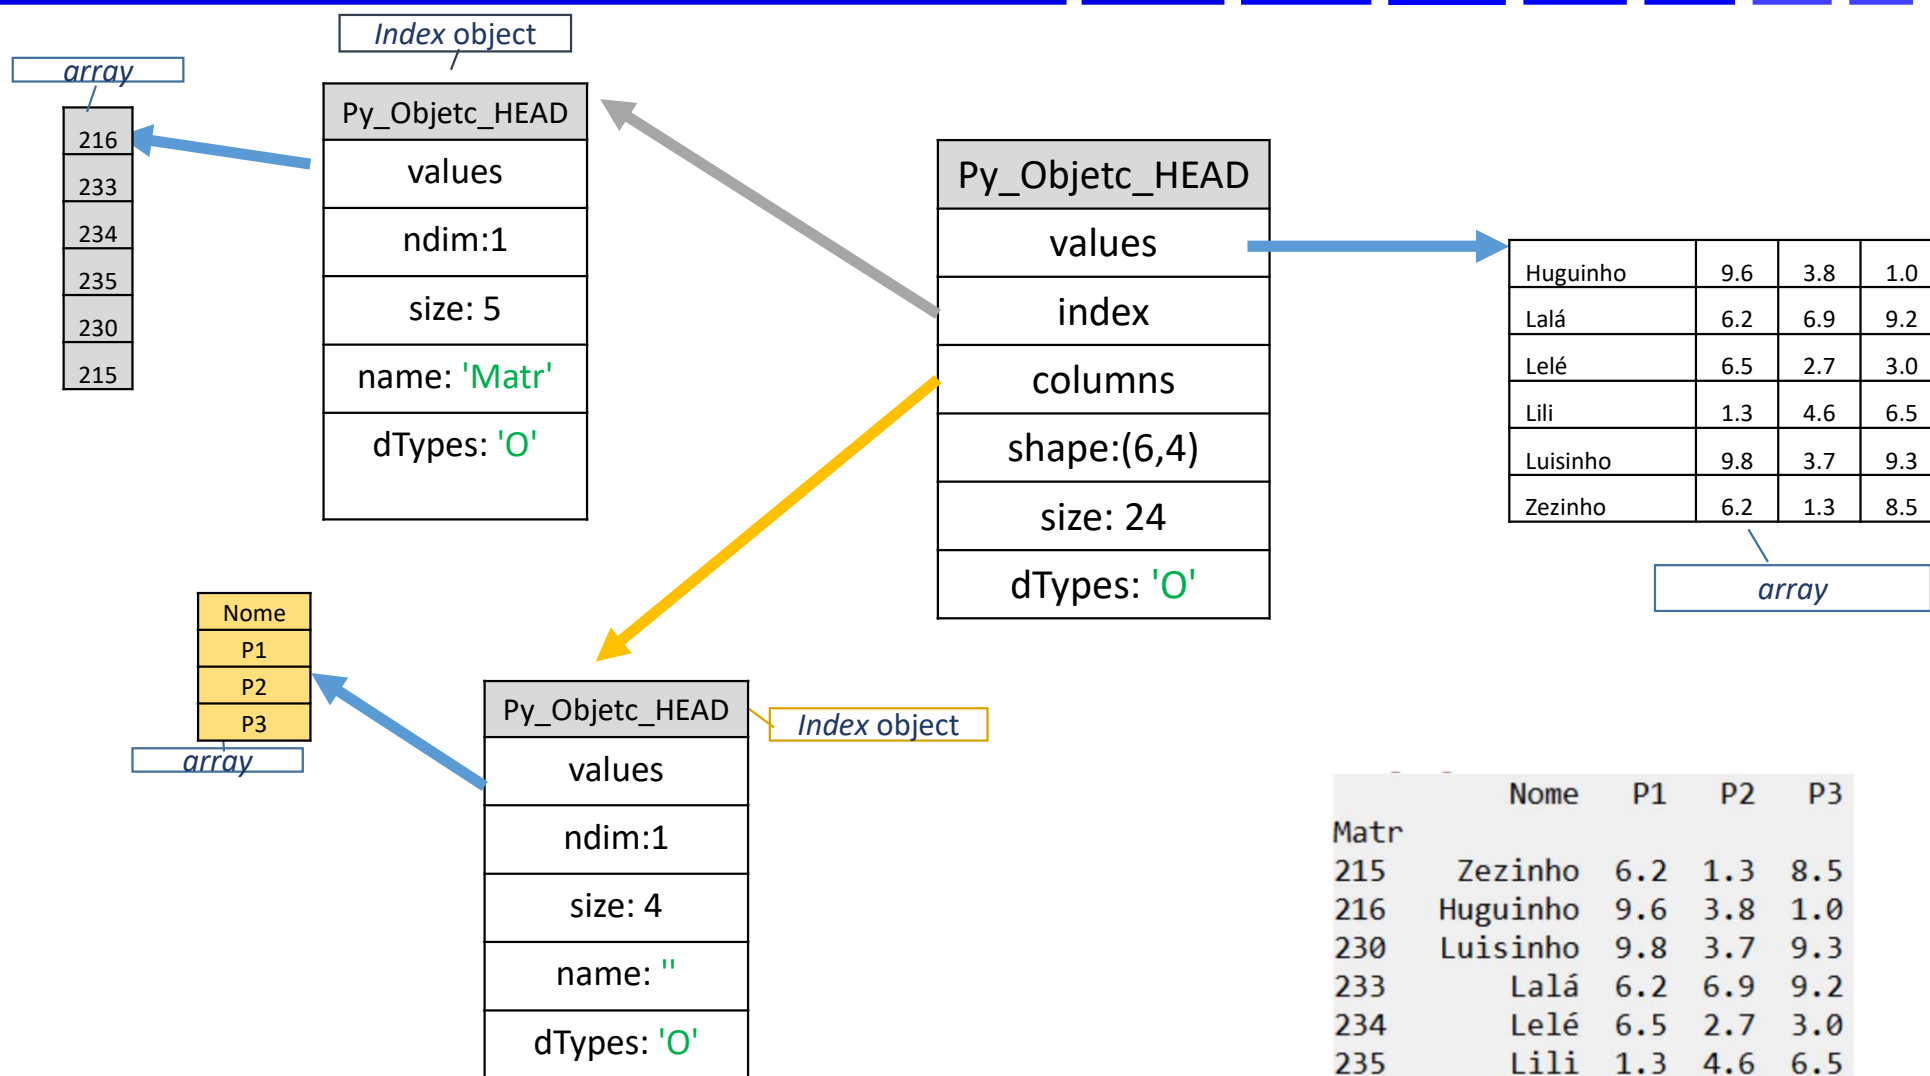 Index object
array
216
233
234
235
230
215
Py_Objetc_HEAD
values
ndim:1
size: 5
name: 'Matr'
dTypes: 'O'
Py_Objetc_HEAD
values
index
columns
shape:(6,4)
size: 24
dTypes: 'O'
Huguinho 9.6 3.8 1.0
Lalá 6.2 6.9 9.2
Lelé 6.5 2.7 3.0
Lili 1.3 4.6 6.5
Luisinho 9.8 3.7 9.3
Zezinho 6.2 1.3 8.5
array
Nome
P1
P2
P3
array
Py_Objetc_HEAD
values
ndim:1
size: 4
name: ''
dTypes: 'O'
Index object
Nome P1 P2 P3
Matr
215 Zezinho 6.2 1.3 8.5
216 Huguinho 9.6 3.8 1.0
230 Luisinho 9.8 3.7 9.3
233 Lalá 6.2 6.9 9.2
234 Lelé 6.5 2.7 3.0
235 Lili 1.3 4.6 6.5